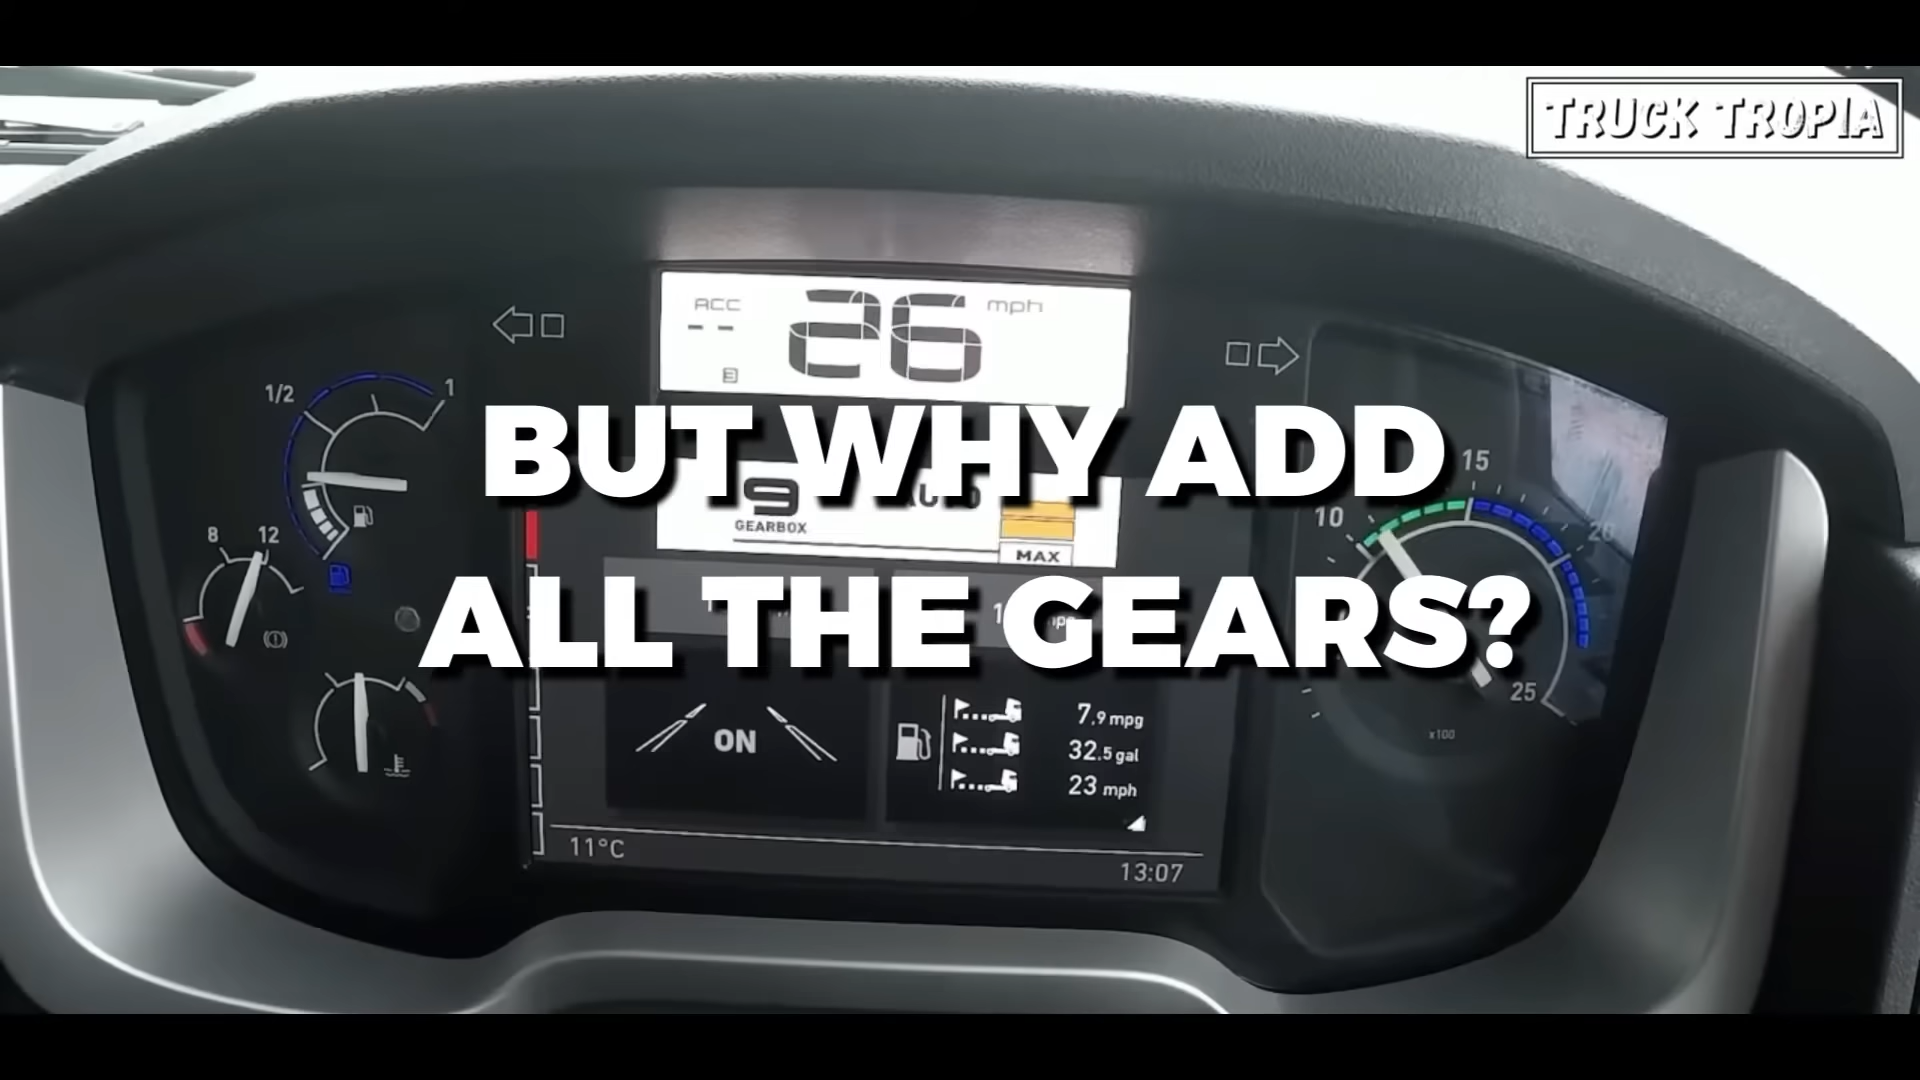 TRUCK TROPIA
ACC
26 mph
1/2
1
BUT WHY ADD
9
GEARBOX
MAX
8
12
10
15
20
25
x100
ALL THE GEARS?
ON
7.9 mpg
32.5 gal
23 mph
11°C
13:07